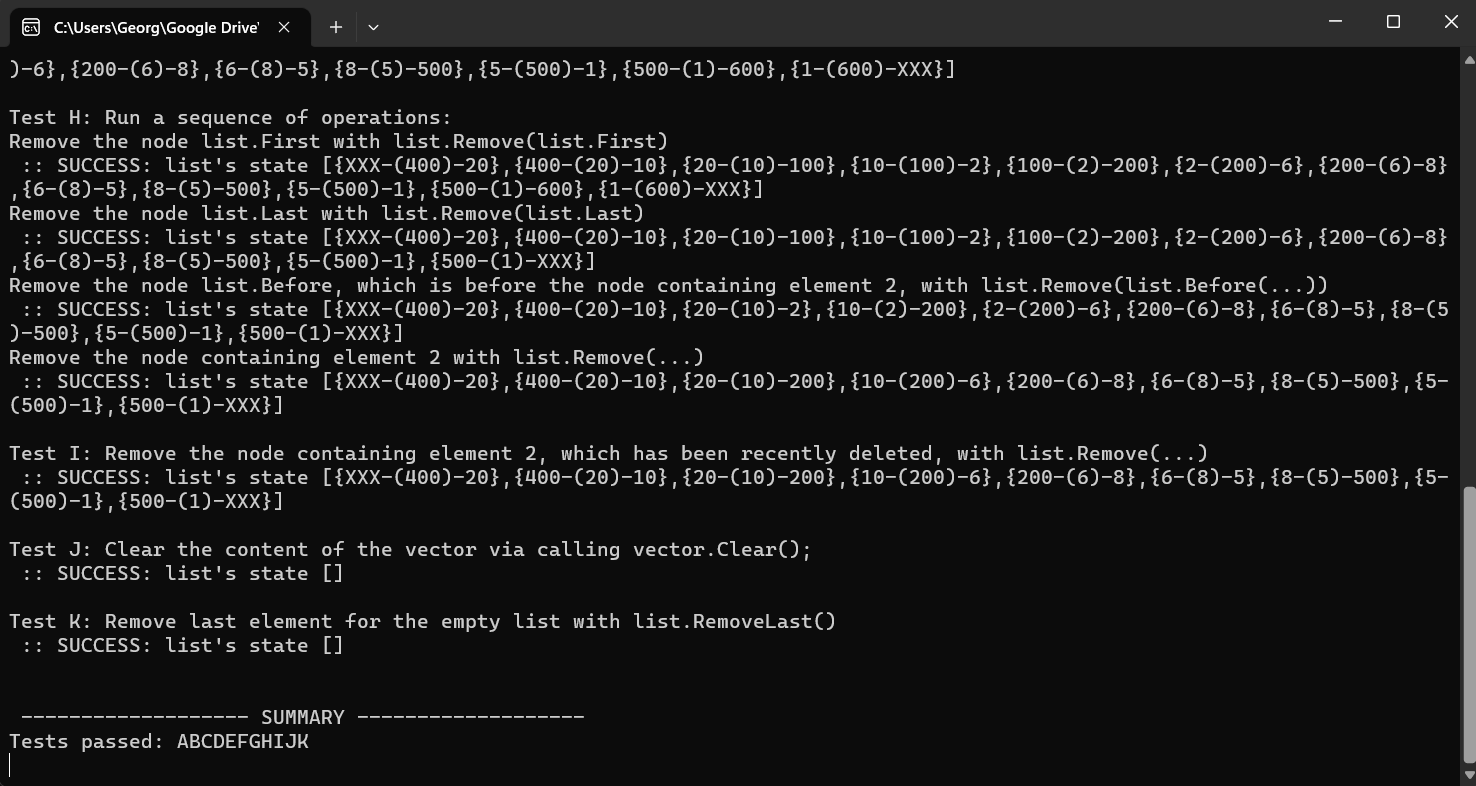 C:\Users\Georg\Google Drive\
)-6},{200-(6)-8},{6-(8)-5},{8-(5)-500},{5-(500)-1},{500-(1)-600},{1-(600)-XXX}]
Test H: Run a sequence of operations:
Remove the node list.First with list.Remove(list.First)
:: SUCCESS: list's state [{XXX-(400)-20},{400-(20)-10},{20-(10)-100},{10-(100)-2},{100-(2)-200},{2-(200)-6},{200-(6)-8}
,{6-(8)-5},{8-(5)-500},{5-(500)-1},{500-(1)-600},{1-(600)-XXX}]
Remove the node list.Last with list.Remove(list.Last)
:: SUCCESS: list's state [{XXX-(400)-20},{400-(20)-10},{20-(10)-100},{10-(100)-2},{100-(2)-200},{2-(200)-6},{200-(6)-8}
,{6-(8)-5},{8-(5)-500},{5-(500)-1},{500-(1)-XXX}]
Remove the node list.Before, which is before the node containing element 2, with list.Remove(list.Before(...))
:: SUCCESS: list's state [{XXX-(400)-20},{400-(20)-10},{20-(10)-2},{10-(2)-200},{2-(200)-6},{200-(6)-8},{6-(8)-5},{8-(5
)-500},{5-(500)-1},{500-(1)-XXX}]
Remove the node containing element 2 with list.Remove(...)
:: SUCCESS: list's state [{XXX-(400)-20},{400-(20)-10},{20-(10)-200},{10-(200)-6},{200-(6)-8},{6-(8)-5},{8-(5)-500},{5-
(500)-1},{500-(1)-XXX}]
Test I: Remove the node containing element 2, which has been recently deleted, with list.Remove(...)
:: SUCCESS: list's state [{XXX-(400)-20},{400-(20)-10},{20-(10)-200},{10-(200)-6},{200-(6)-8},{6-(8)-5},{8-(5)-500},{5-
(500)-1},{500-(1)-XXX}]
Test J: Clear the content of the vector via calling vector.Clear();
:: SUCCESS: list's state []
Test K: Remove last element for the empty list with list.RemoveLast()
:: SUCCESS: list's state []
------------------- SUMMARY -------------------
Tests passed: ABCDEFGHIJK